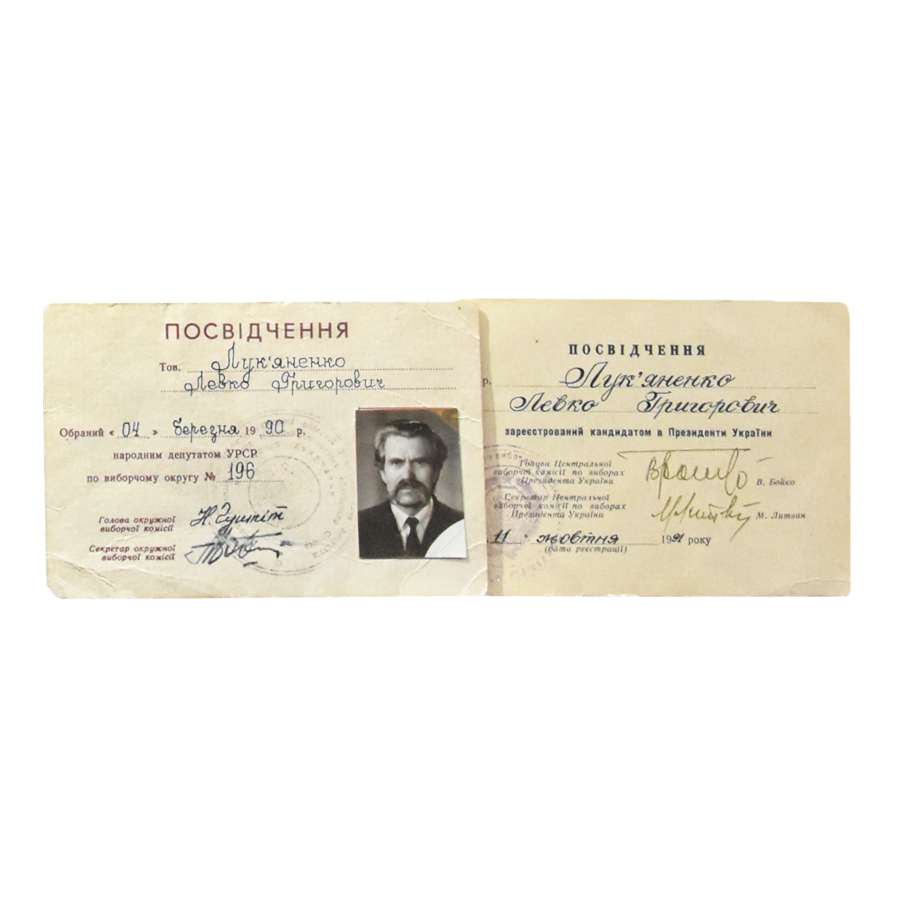 ПОСВІДЧЕННЯ
Тов. Лук'яненко
Левко Григорович
Обраний « 04 » березня 1990 р.
народним депутатом УРСР
по виборчому округу № 196
Голова окружної
виборчої комісії
Секретар окружної
виборчої комісії
ПОСВІДЧЕННЯ
р. Лук'яненко
Левко Григорович
зареєстрований кандидатом в Президенти України
Голова Центральної
виборчої комісії по виборах
Президента України
В. Бойко
Секретар Центральної
виборчої комісії по виборах
Президента України
М. Литвин
11 жовтня 1991 року
(дата реєстрації)